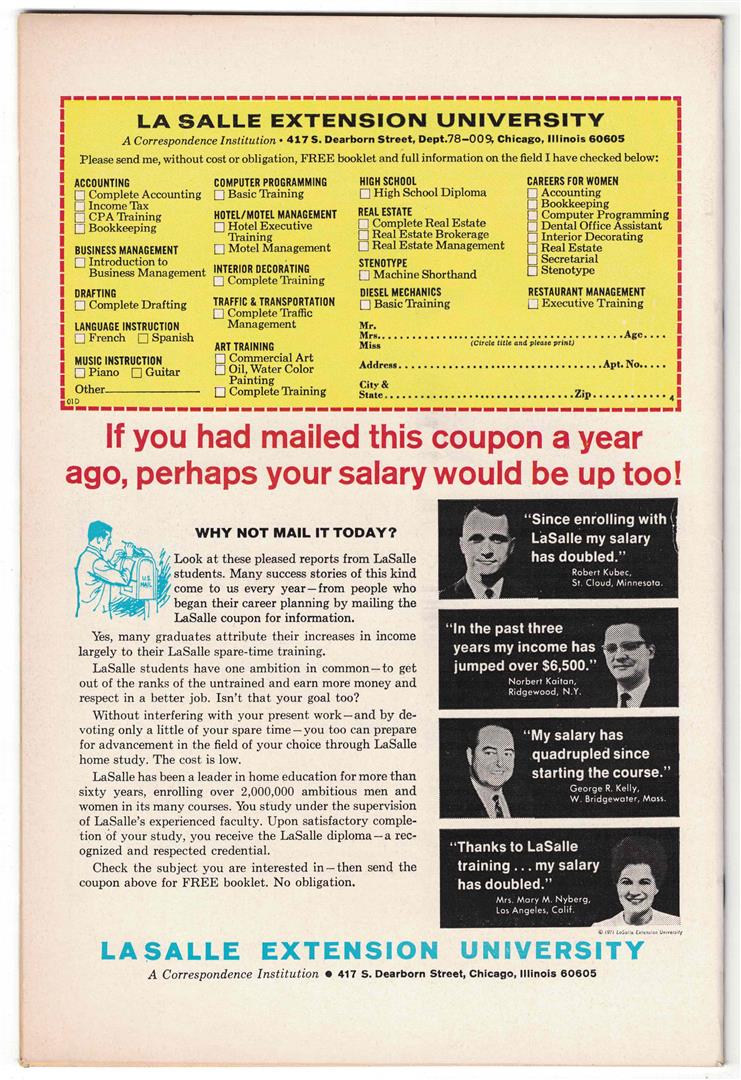 LA SALLE EXTENSION UNIVERSITY
A Correspondence Institution • 417 S. Dearborn Street, Dept.78-009, Chicago, Illinois 60605
Please send me, without cost or obligation, FREE booklet and full information on the field I have checked below:
ACCOUNTING
Complete Accounting
Income Tax
CPA Training
Bookkeeping
BUSINESS MANAGEMENT
Introduction to
Business Management
DRAFTING
Complete Drafting
LANGUAGE INSTRUCTION
French Spanish
MUSIC INSTRUCTION
Piano Guitar
Other
01D
COMPUTER PROGRAMMING
Basic Training
HOTEL/MOTEL MANAGEMENT
Hotel Executive
Training
Motel Management
INTERIOR DECORATING
Complete Training
TRAFFIC & TRANSPORTATION
Complete Traffic
Management
ART TRAINING
Commercial Art
Oil, Water Color
Painting
Complete Training
HIGH SCHOOL
High School Diploma
REAL ESTATE
Complete Real Estate
Real Estate Brokerage
Real Estate Management
STENOTYPE
Machine Shorthand
DIESEL MECHANICS
Basic Training
CAREERS FOR WOMEN
Accounting
Bookkeeping
Computer Programming
Dental Office Assistant
Interior Decorating
Real Estate
Secretarial
Stenotype
RESTAURANT MANAGEMENT
Executive Training
Mr.
Mrs. Age
Miss (Circle title and please print)
Address Apt. No.
City &
State Zip 4
If you had mailed this coupon a year
ago, perhaps your salary would be up too!
WHY NOT MAIL IT TODAY?
U.S.
MAIL
Look at these pleased reports from LaSalle
students. Many success stories of this kind
come to us every year—from people who
began their career planning by mailing the
LaSalle coupon for information.
Yes, many graduates attribute their increases in income
largely to their LaSalle spare-time training.
LaSalle students have one ambition in common—to get
out of the ranks of the untrained and earn more money and
respect in a better job. Isn't that your goal too?
Without interfering with your present work—and by de-
voting only a little of your spare time—you too can prepare
for advancement in the field of your choice through LaSalle
home study. The cost is low.
LaSalle has been a leader in home education for more than
sixty years, enrolling over 2,000,000 ambitious men and
women in its many courses. You study under the supervision
of LaSalle's experienced faculty. Upon satisfactory comple-
tion of your study, you receive the LaSalle diploma—a rec-
ognized and respected credential.
Check the subject you are interested in—then send the
coupon above for FREE booklet. No obligation.
"Since enrolling with
LaSalle my salary
has doubled."
Robert Kubec,
St. Cloud, Minnesota.
"In the past three
years my income has
jumped over $6,500."
Norbert Kaitan,
Ridgewood, N.Y.
"My salary has
quadrupled since
starting the course."
George R. Kelly,
W. Bridgewater, Mass.
"Thanks to LaSalle
training ... my salary
has doubled."
Mrs. Mary M. Nyberg,
Los Angeles, Calif.
© 1971 LaSalle Extension University
LA SALLE EXTENSION UNIVERSITY
A Correspondence Institution • 417 S. Dearborn Street, Chicago, Illinois 60605